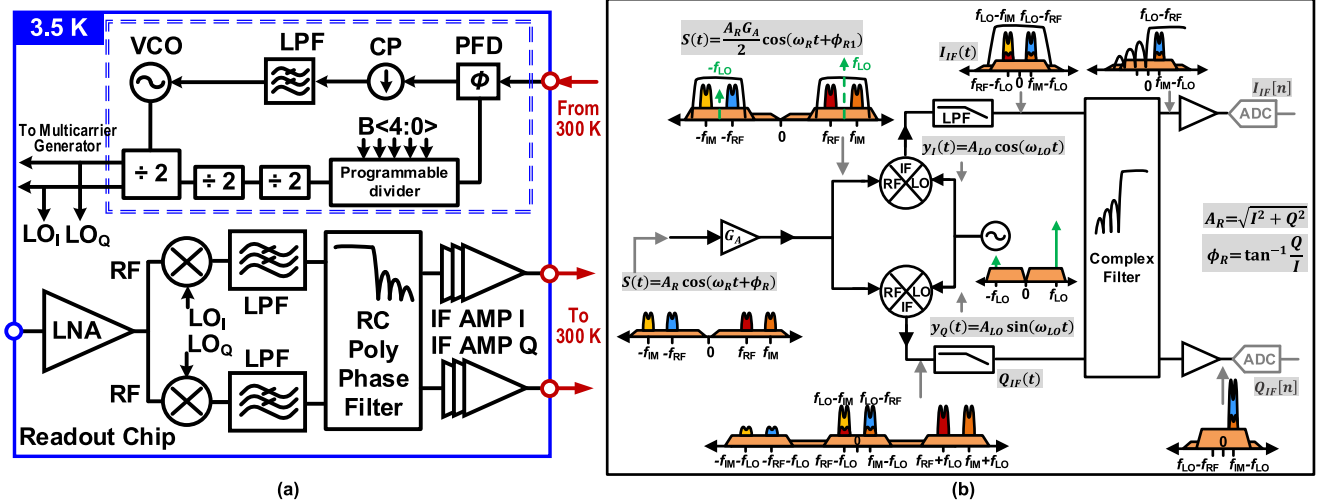 3.5 K
VCO
LPF
CP
PFD
ϕ
From
300 K
To Multicarrier
Generator
B<4:0>
÷ 2
÷ 2
÷ 2
Programmable
divider
LO_I
LO_Q
RF
LPF
LNA
LO_I
LO_Q
RF
LPF
RC
Poly
Phase
Filter
IF AMP I
IF AMP Q
To
300 K
Readout Chip
(a)
S(t)=\frac{A_R G_A}{2} cos(ω_R t+ϕ_{R1})
-f_LO
f_LO
-f_IM -f_RF 0 f_RF f_IM
f_LO-f_IM f_LO-f_RF
I_IF(t)
f_RF-f_LO 0 f_IM-f_LO
f_LO-f_RF
0 f_IM-f_LO
LPF
I_IF[n]
ADC
y_I(t)=A_LO cos(ω_LO t)
IF
RF LO
G_A
S(t)=A_R cos(ω_R t+ϕ_R)
-f_IM -f_RF 0 f_RF f_IM
RF LO
IF
-f_LO 0 f_LO
y_Q(t)=A_LO sin(ω_LO t)
Complex
Filter
A_R=√(I²+Q²)
ϕ_R=tan⁻¹ \frac{Q}{I}
LPF
Q_IF(t)
ADC
Q_IF[n]
f_LO-f_IM f_LO-f_RF
0
-f_IM-f_LO -f_RF-f_LO f_RF-f_LO f_IM-f_LO f_RF+f_LO f_IM+f_LO
0
f_LO-f_RF f_IM-f_LO
(b)